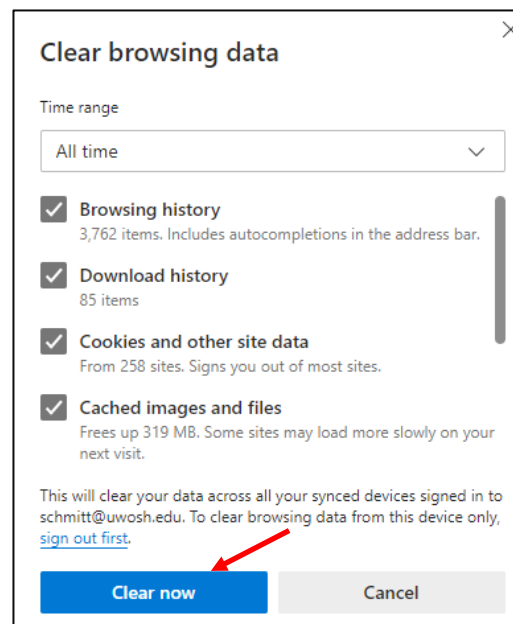 Clear browsing data
Time range
All time
Browsing history
3,762 items. Includes autocompletions in the address bar.
Download history
85 items
Cookies and other site data
From 258 sites. Signs you out of most sites.
Cached images and files
Frees up 319 MB. Some sites may load more slowly on your
next visit.
This will clear your data across all your synced devices signed in to
schmitt@uwosh.edu. To clear browsing data from this device only,
sign out first.
Clear now
Cancel